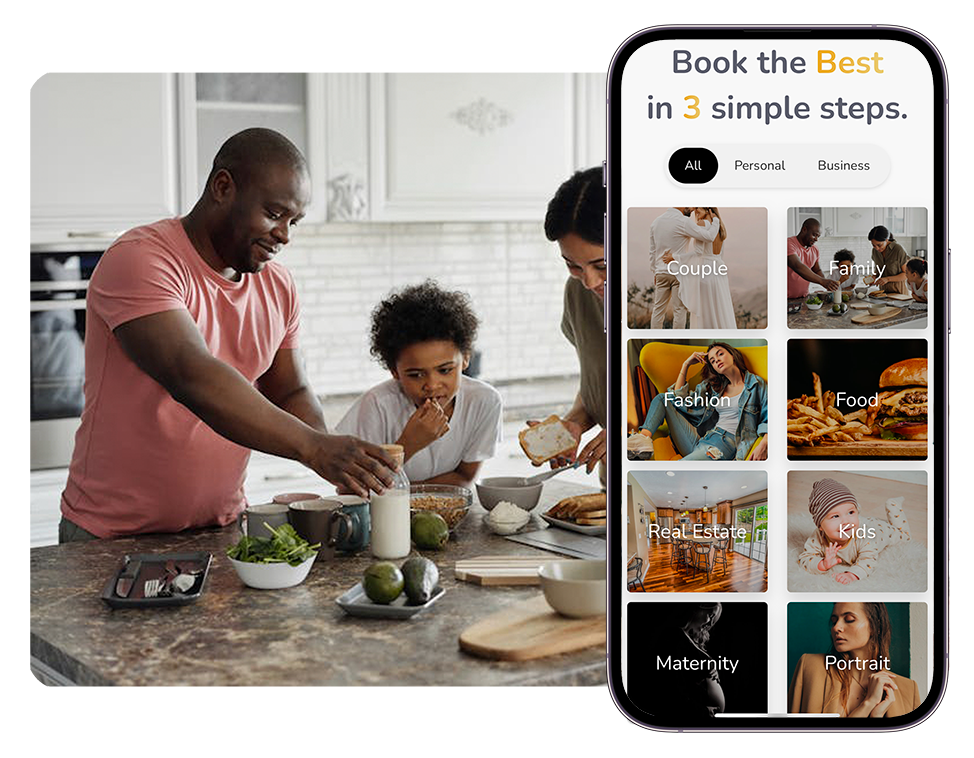 Book the Best
in 3 simple steps.
All Personal Business
Couple
Family
Fashion
Food
Real Estate
Kids
Maternity
Portrait